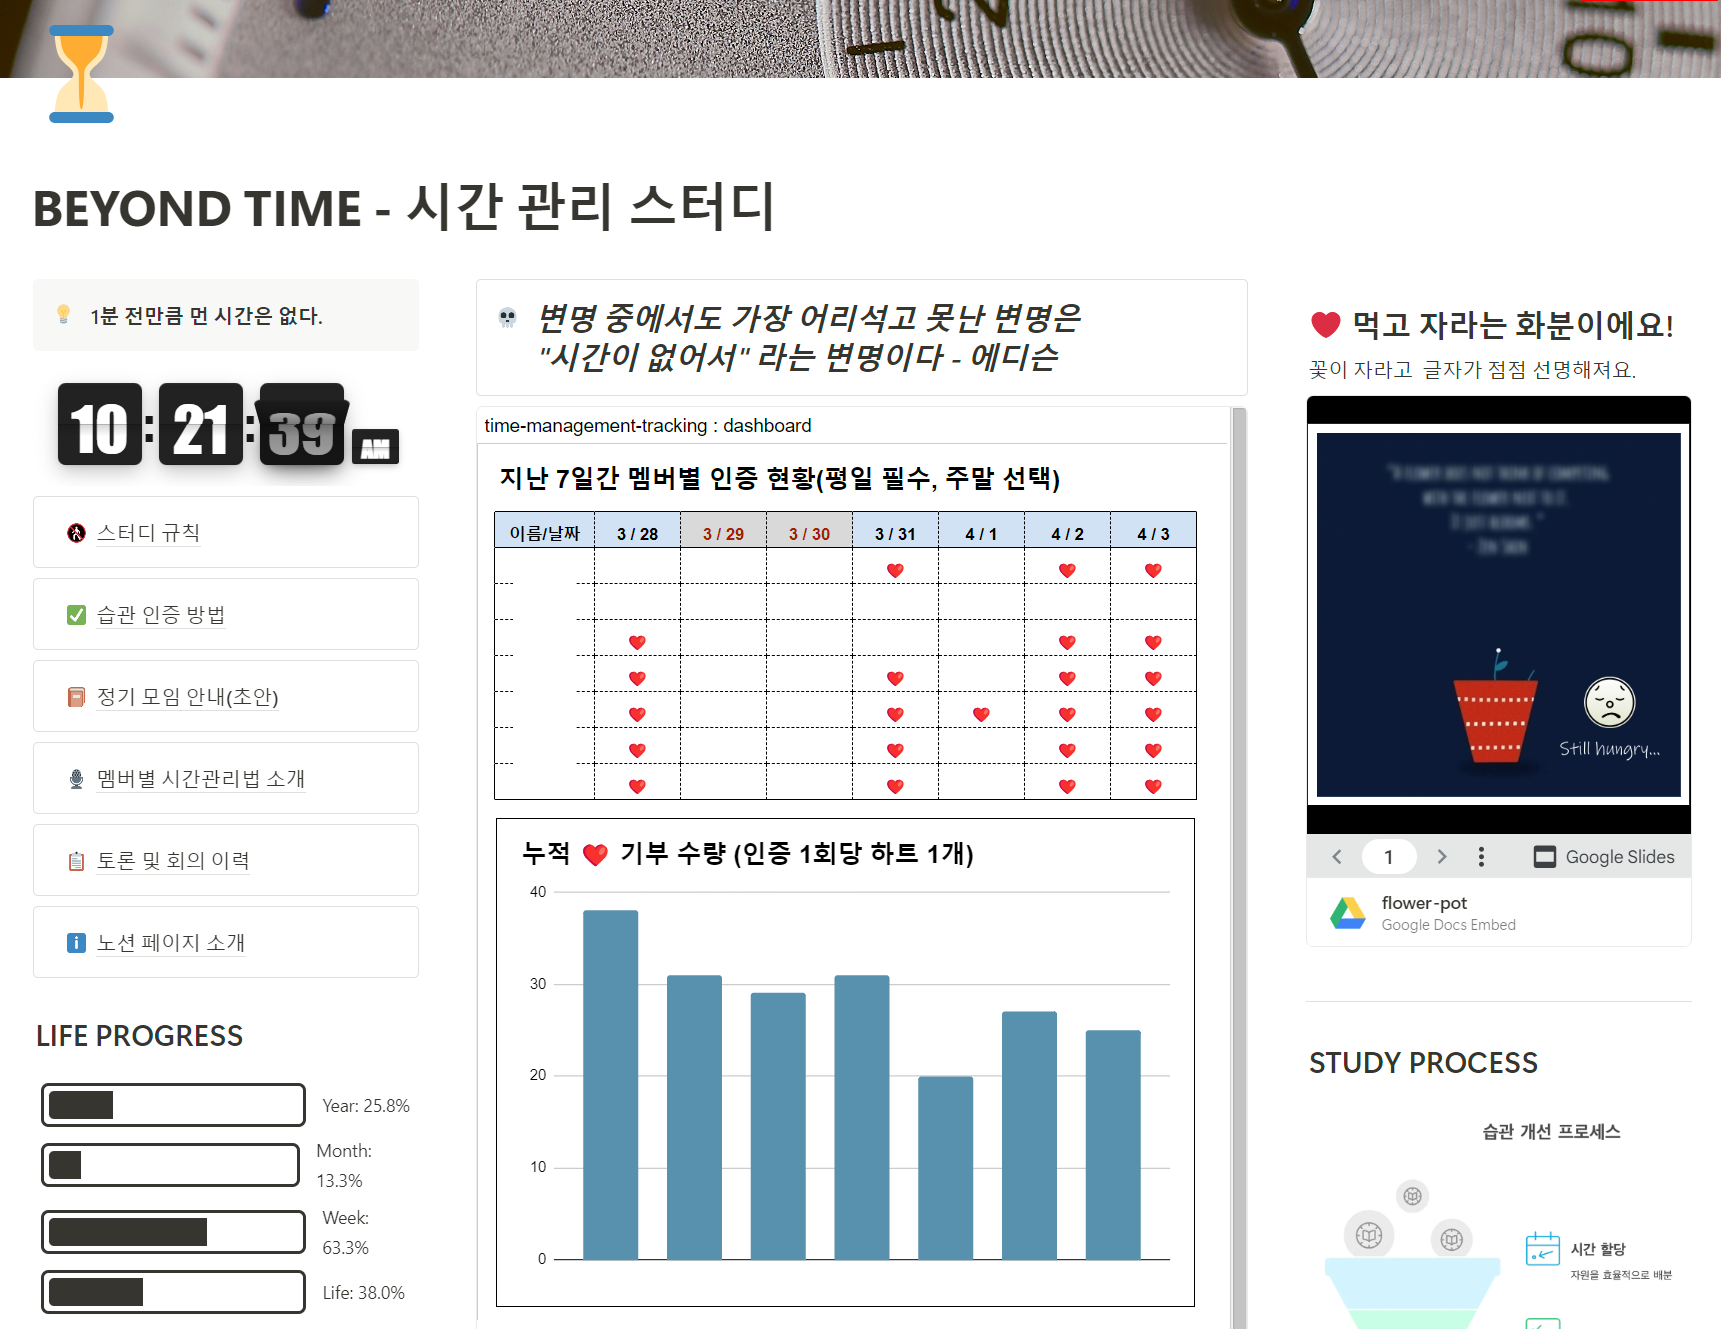 BEYOND TIME - 시간 관리 스터디
1분 전만큼 먼 시간은 없다.
10:21:39 AM
스터디 규칙
습관 인증 방법
정기 모임 안내(초안)
멤버별 시간관리법 소개
토론 및 회의 이력
노션 페이지 소개
LIFE PROGRESS
Year: 25.8%
Month:
13.3%
Week:
63.3%
Life: 38.0%
변명 중에서도 가장 어리석고 못난 변명은
"시간이 없어서" 라는 변명이다 - 에디슨
time-management-tracking : dashboard
지난 7일간 멤버별 인증 현황(평일 필수, 주말 선택)
이름/날짜 3 / 28 3 / 29 3 / 30 3 / 31 4 / 1 4 / 2 4 / 3
누적 ❤️ 기부 수량 (인증 1회당 하트 1개)
40
30
20
10
0
❤️ 먹고 자라는 화분이에요!
꽃이 자라고 글자가 점점 선명해져요.
Still hungry...
1
Google Slides
flower-pot
Google Docs Embed
STUDY PROCESS
습관 개선 프로세스
시간 할당
자원을 효율적으로 배분